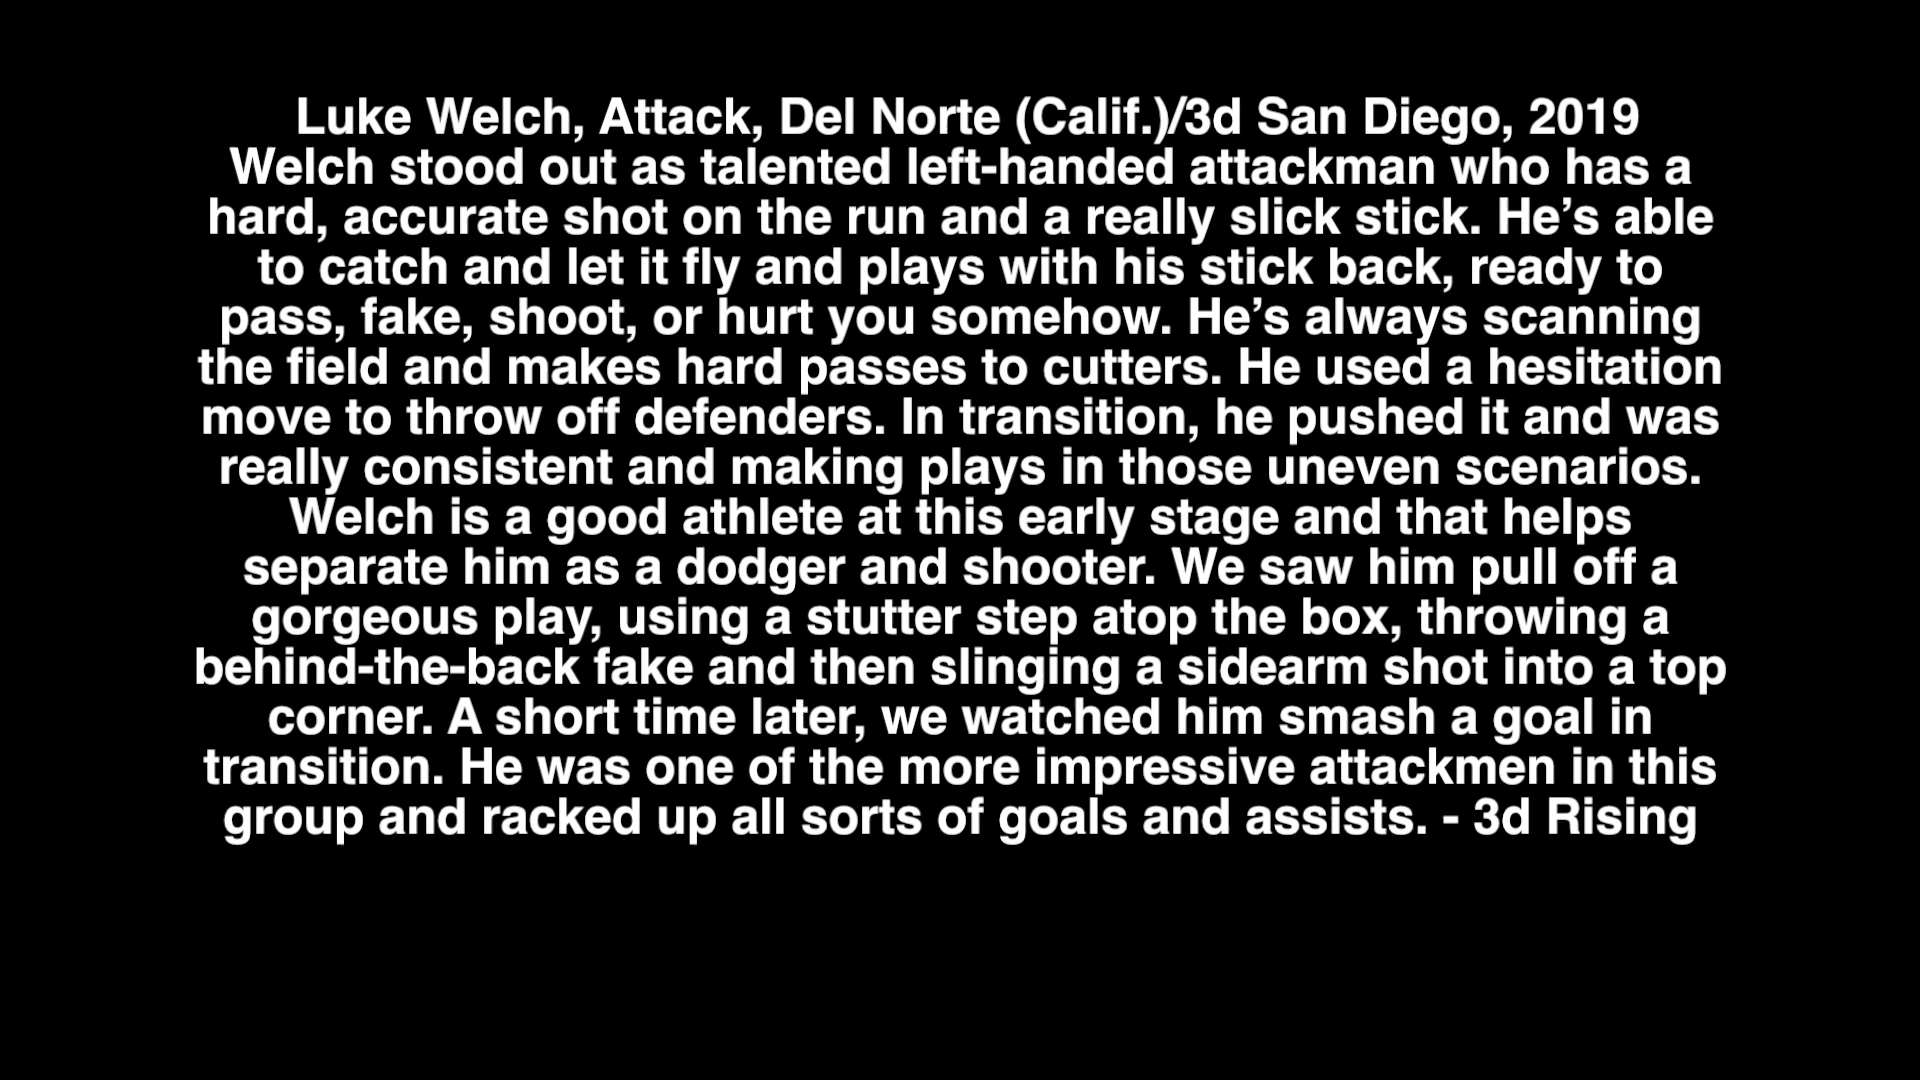 Luke Welch, Attack, Del Norte (Calif.)/3d San Diego, 2019
Welch stood out as talented left-handed attackman who has a
hard, accurate shot on the run and a really slick stick. He’s able
to catch and let it fly and plays with his stick back, ready to
pass, fake, shoot, or hurt you somehow. He’s always scanning
the field and makes hard passes to cutters. He used a hesitation
move to throw off defenders. In transition, he pushed it and was
really consistent and making plays in those uneven scenarios.
Welch is a good athlete at this early stage and that helps
separate him as a dodger and shooter. We saw him pull off a
gorgeous play, using a stutter step atop the box, throwing a
behind-the-back fake and then slinging a sidearm shot into a top
corner. A short time later, we watched him smash a goal in
transition. He was one of the more impressive attackmen in this
group and racked up all sorts of goals and assists. - 3d Rising